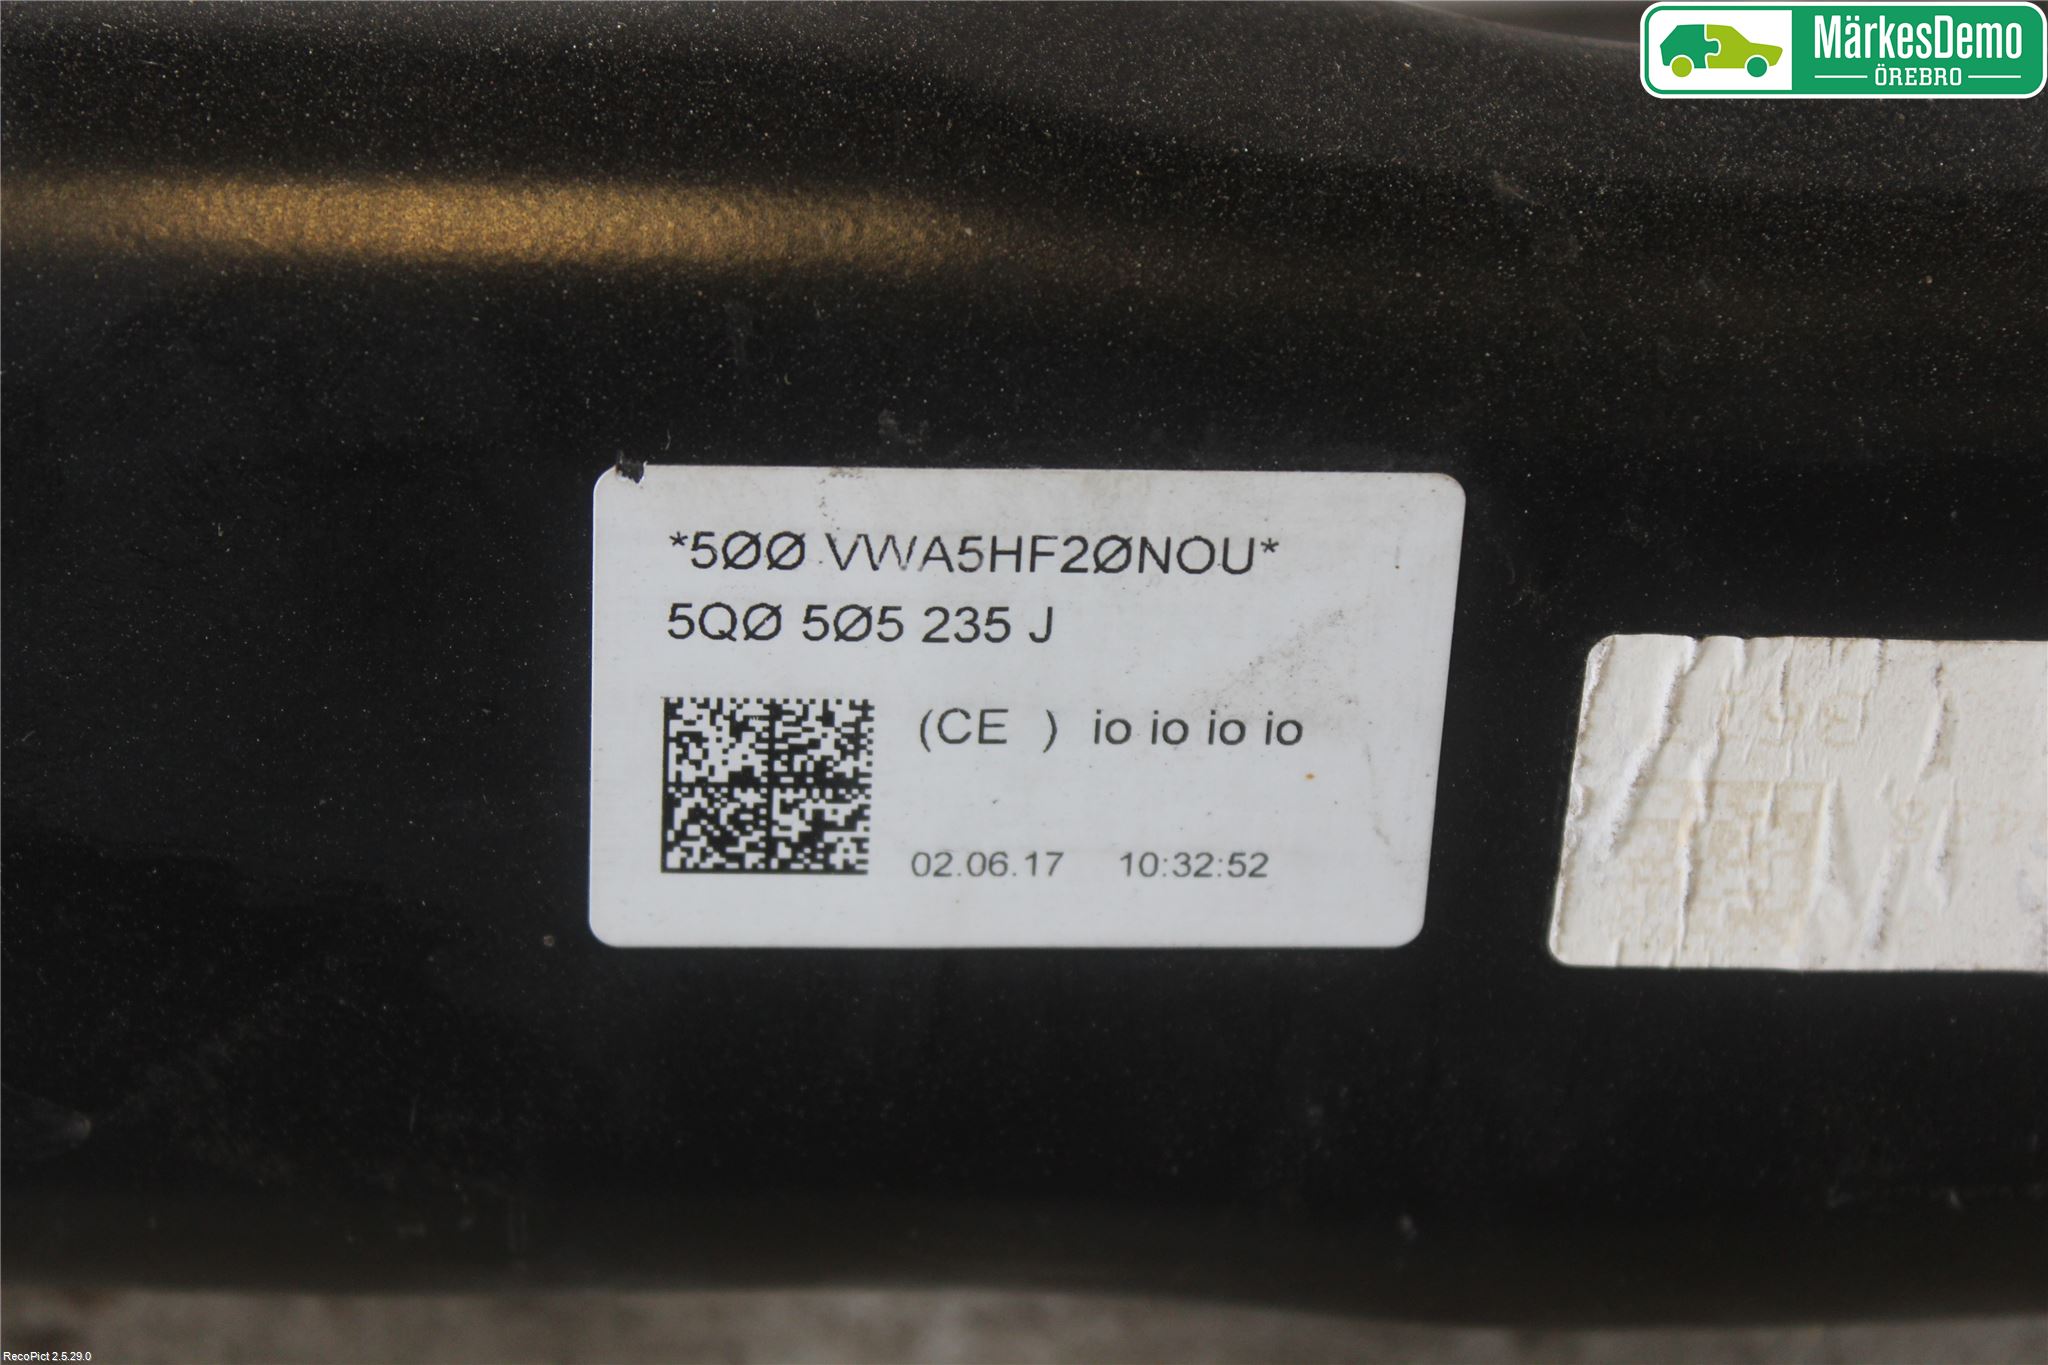 MärkesDemo
ÖREBRO
*5ØØ VWA5HF2ØNOU*
5QØ 5Ø5 235 J
(CE ) io io io io
02.06.17 10:32:52
RecoPict 2.5.29.0